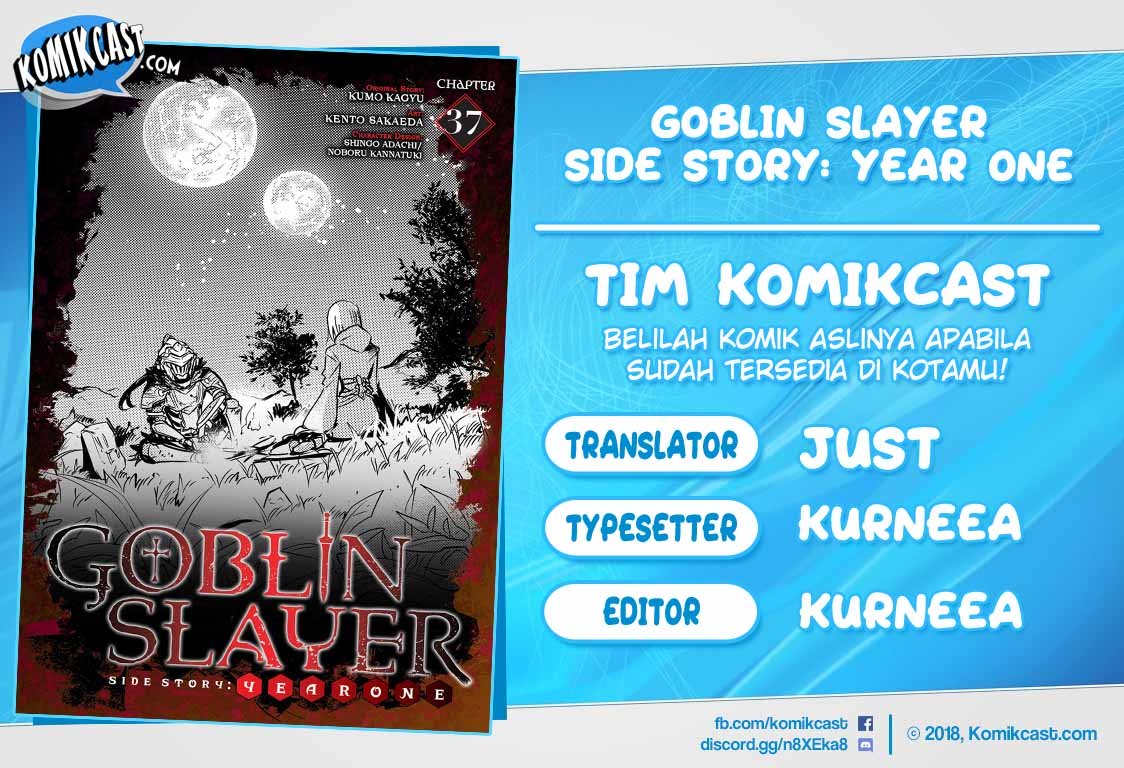 KOMIKCAST.COM
CHAPTER
37
ORIGINAL STORY:
KUMO KAGYU
ART:
KENTO SAKAEDA
CHARACTER DESIGN:
SHINGO ADACHI/
NOBORU KANNATUKI
GOBLIN
SLAYER
SIDE STORY: YEAR ONE
GOBLIN SLAYER
SIDE STORY: YEAR ONE
TIM KOMIKCAST
BELILAH KOMIK ASLINYA APABILA
SUDAH TERSEDIA DI KOTAMU!
TRANSLATOR JUST
TYPESETTER KURNEEA
EDITOR KURNEEA
fb.com/komikcast
discord.gg/n8XEka8
© 2018, Komikcast.com